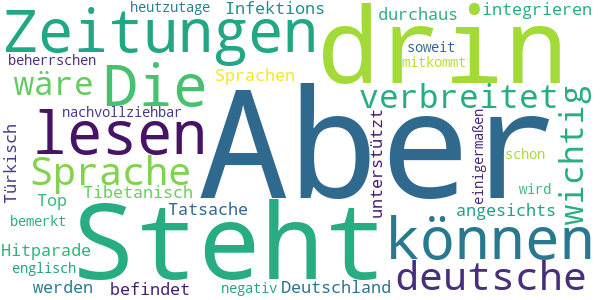 heutzutage Infektions durchaus integrieren
Zeitungen drin
beherrschen soweit
wäre Die Sprachen mitkommt
verbreitet
nachvollziehbar
lesen Aber
Türkisch unterstützt einigermaßen wichtig
Sprache schon
Tibetanisch wird
Top Tatsache angesichts
bemerkt Steht können
Hitparade
englisch deutsche
werden befindet negativ Deutschland